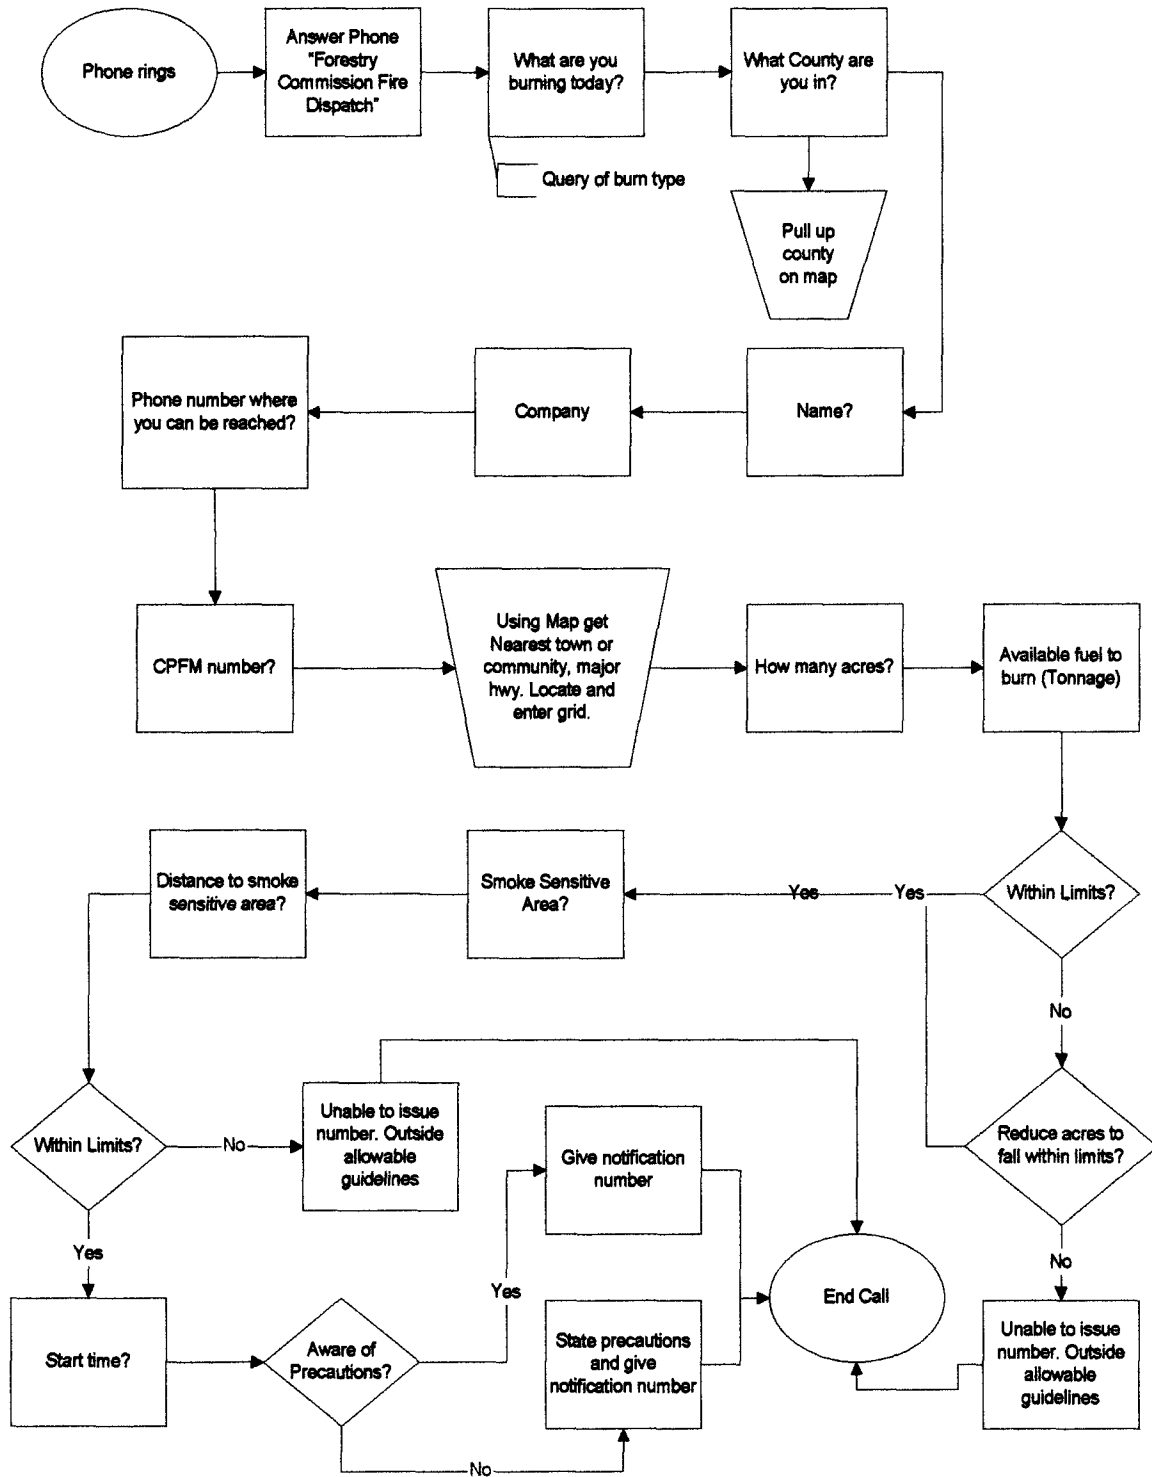 Phone rings
Answer Phone
"Forestry
Commission Fire
Dispatch"
What are you
burning today?
What County are
you in?
Query of burn type
Pull up
county
on map
Phone number where
you can be reached?
Company
Name?
CPFM number?
Using Map get
Nearest town or
community, major
hwy. Locate and
enter grid.
How many acres?
Available fuel to
burn (Tonnage)
Distance to smoke
sensitive area?
Smoke Sensitive
Area?
Yes
Yes
Within Limits?
No
Within Limits?
No
Unable to issue
number. Outside
allowable
guidelines
Give notification
number
Reduce acres to
fall within limits?
Yes
No
Start time?
Aware of
Precautions?
Yes
State precautions
and give
notification number
End Call
Unable to issue
number. Outside
allowable
guidelines
No